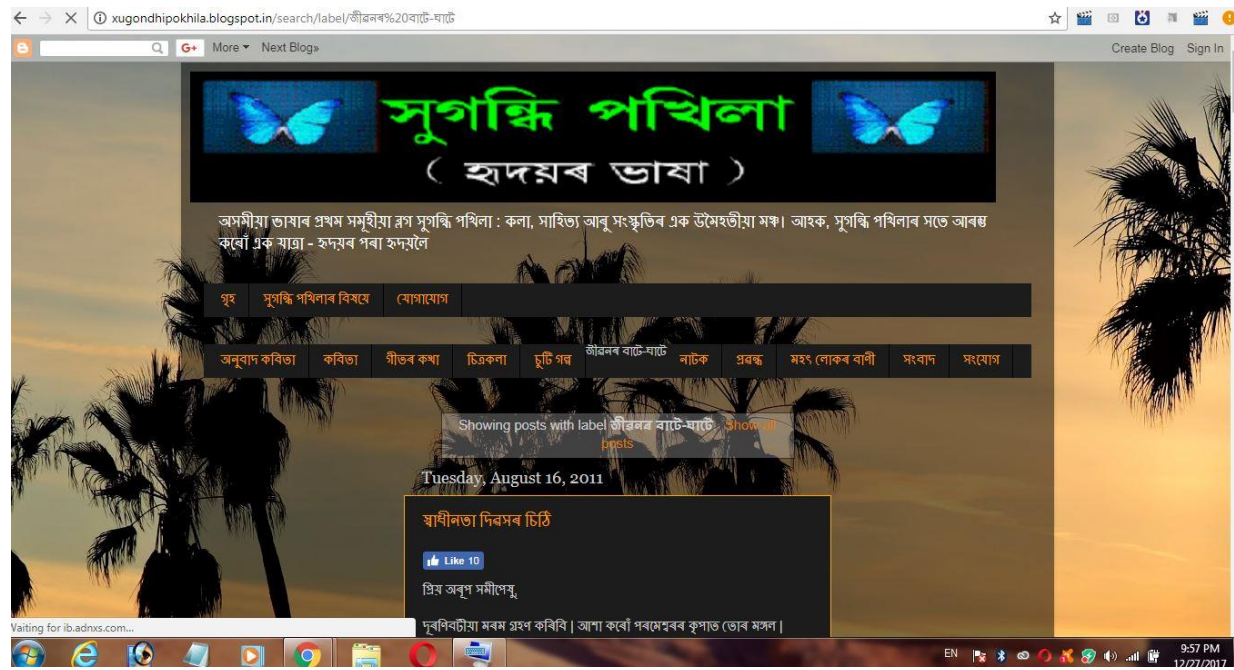 xugondhipokhila.blogspot.in/search/label/জীৱনৰ%20বাটে-ঘাটে
G+ More Next Blog» Create Blog Sign In
সুগন্ধি পখিলা
( হৃদয়ৰ ভাষা )
অসমীয়া ভাষাৰ প্ৰথম সমূহীয়া ব্লগ সুগন্ধি পখিলা : কলা, সাহিত্য আৰু সংস্কৃতিৰ এক উমৈহতীয়া মঞ্চ। আহক, সুগন্ধি পখিলাৰ সতে আৰম্ভ
কৰোঁ এক যাত্ৰা - হৃদয়ৰ পৰা হৃদয়লৈ
গৃহ সুগন্ধি পখিলাৰ বিষয়ে যোগাযোগ
অনুবাদ কবিতা কবিতা গীতৰ কথা চিত্ৰকলা চুটি গল্প জীৱনৰ বাটে-ঘাটে নাটক প্ৰৱন্ধ মহৎ লোকৰ বাণী সংবাদ সংযোগ
Showing posts with label জীৱনৰ বাটে-ঘাটে. Show all
posts
Tuesday, August 16, 2011
স্বাধীনতা দিৱসৰ চিঠি
Like 10
প্ৰিয় অৰূপ সমীপেষু,
দূৰণিবটীয়া মৰম গ্ৰহণ কৰিবি | আশা কৰোঁ পৰমেশ্বৰৰ কৃপাত তোৰ মঙ্গল |
Waiting for ib.adnxs.com...
EN 9:57 PM
2/27/2017